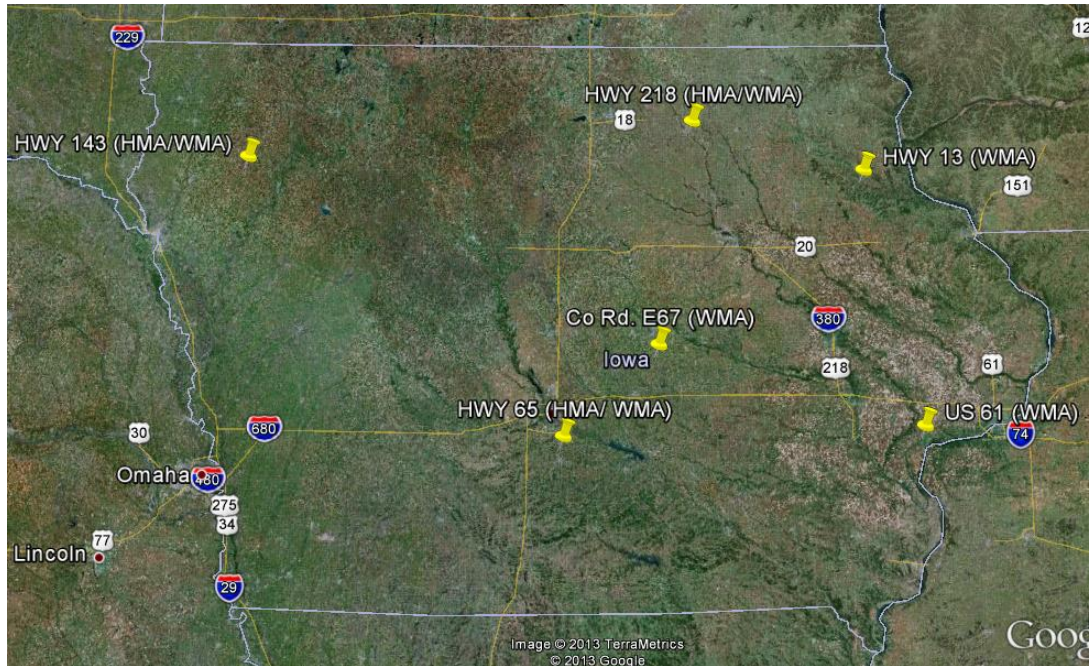 229
12
HWY 218 (HMA/WMA)
18
HWY 143 (HMA/WMA)
HWY 13 (WMA)
151
20
Co Rd. E67 (WMA)
380
Iowa
218
61
HWY 65 (HMA/ WMA)
US 61 (WMA)
680
30
74
Omaha
480
275
34
77
Lincoln
29
Image © 2013 TerraMetrics
© 2013 Google
Goog